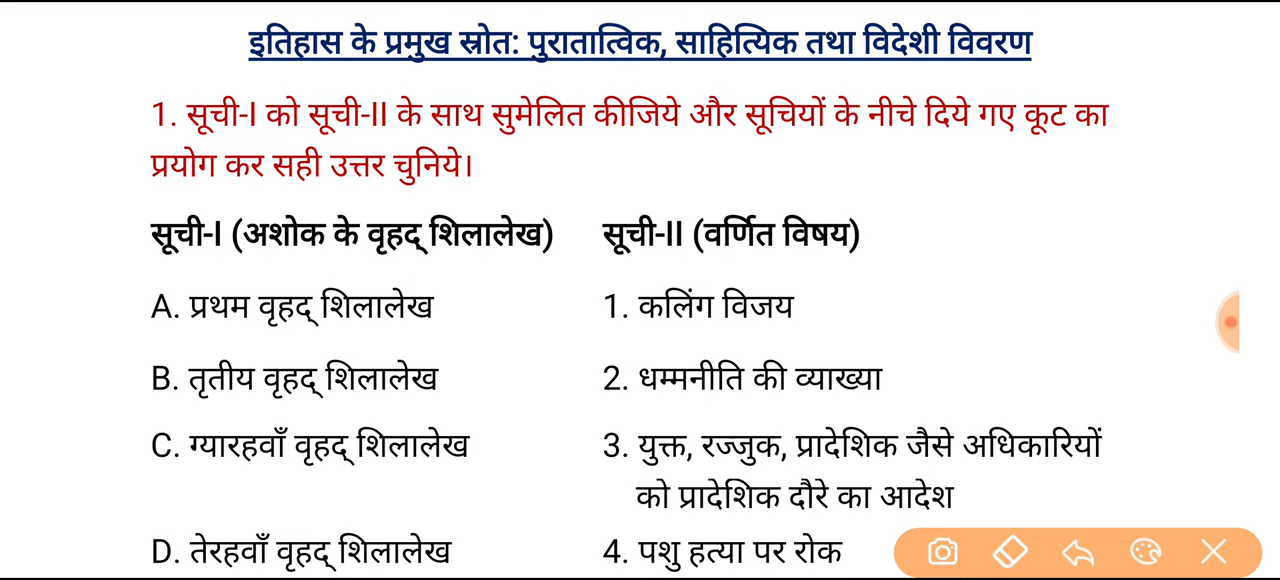 इतिहास के प्रमुख स्रोत: पुरातात्विक, साहित्यिक तथा विदेशी विवरण
1. सूची-I को सूची-II के साथ सुमेलित कीजिये और सूचियों के नीचे दिये गए कूट का
प्रयोग कर सही उत्तर चुनिये।
सूची-I (अशोक के वृहद् शिलालेख) सूची-II (वर्णित विषय)
A. प्रथम वृहद् शिलालेख 1. कलिंग विजय
B. तृतीय वृहद् शिलालेख 2. धम्मनीति की व्याख्या
C. ग्यारहवाँ वृहद् शिलालेख 3. युक्त, रज्जुक, प्रादेशिक जैसे अधिकारियों
को प्रादेशिक दौरे का आदेश
D. तेरहवाँ वृहद् शिलालेख 4. पशु हत्या पर रोक